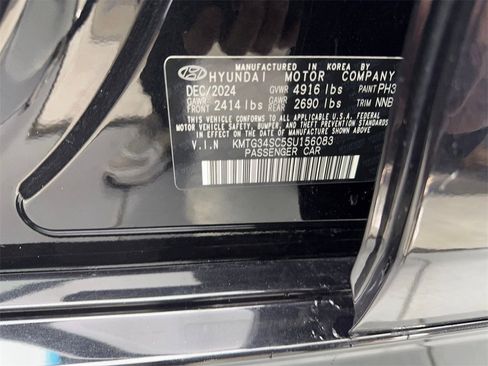 MANUFACTURED IN KOREA BY
HYUNDAI MOTOR COMPANY
DEC/2024 GVWR 4916 lbs PAINT PH3
GAWR FRONT 2414 lbs GAWR REAR 2690 lbs TRIM NNB
THIS VEHICLE CONFORMS TO ALL APPLICABLE U.S.A. FEDERAL
MOTOR VEHICLE SAFETY, BUMPER, AND THEFT PREVENTION
STANDARDS IN EFFECT ON THE DATE OF MANUFACTURE SHOWN ABOVE.
V.I.N KMTG34SC5SU156083
PASSENGER CAR